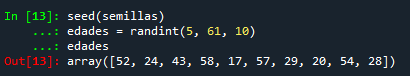 In [13]: seed(semillas)
    ...: edades = randint(5, 61, 10)
    ...: edades
Out[13]: array([52, 24, 43, 58, 17, 57, 29, 20, 54, 28])